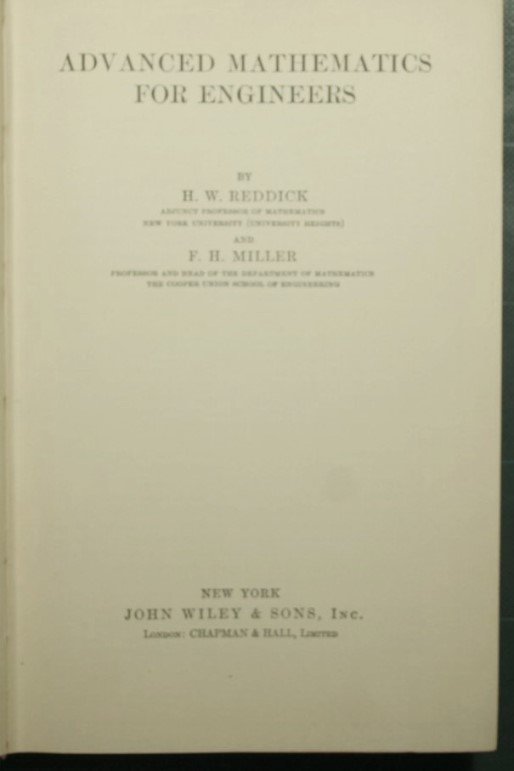 ADVANCED MATHEMATICS
FOR ENGINEERS
BY
H. W. REDDICK
ADJUNCT PROFESSOR OF MATHEMATICS
NEW YORK UNIVERSITY (UNIVERSITY HEIGHTS)
AND
F. H. MILLER
PROFESSOR AND HEAD OF THE DEPARTMENT OF MATHEMATICS
THE COOPER UNION SCHOOL OF ENGINEERING
NEW YORK
JOHN WILEY & SONS, Inc.
London: CHAPMAN & HALL, Limited